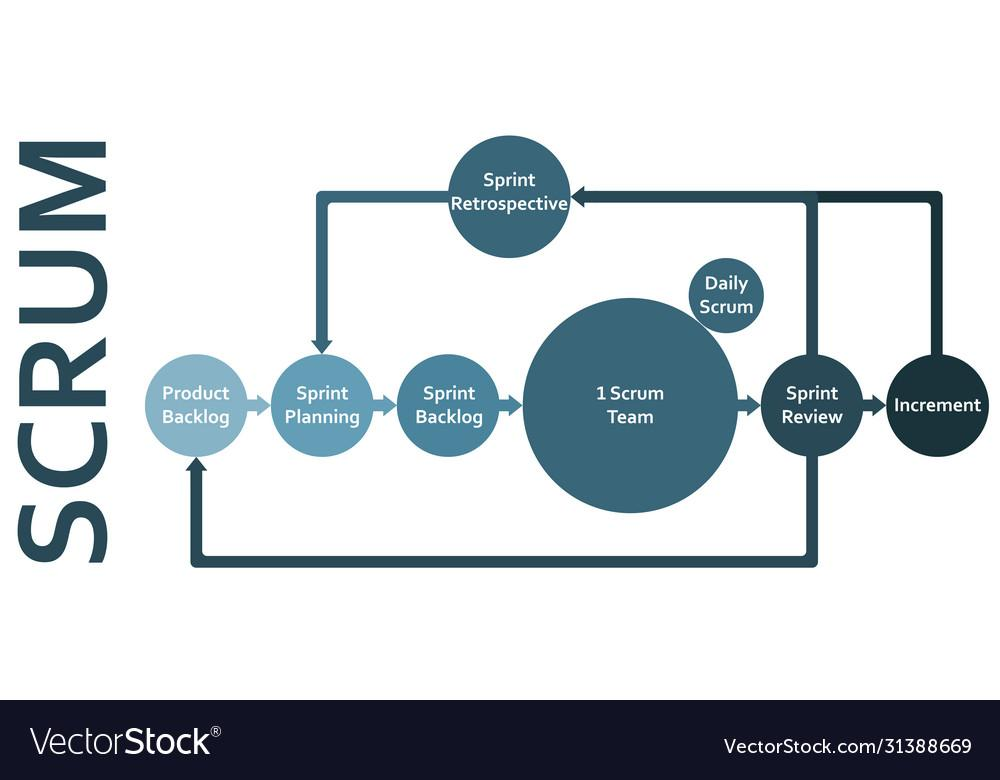 SCRUM
Sprint
Retrospective
Daily
Scrum
Product
Backlog
Sprint
Planning
Sprint
Backlog
1 Scrum
Team
Sprint
Review
Increment
VectorStock®
VectorStock.com/31388669